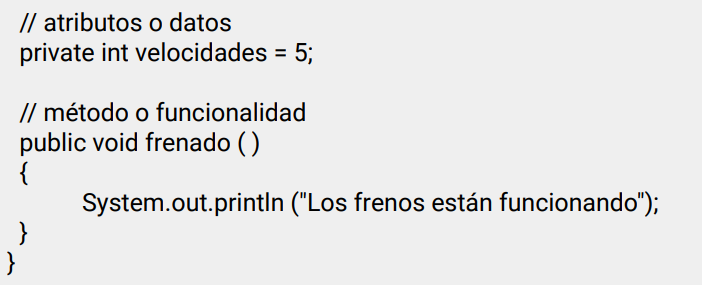 // atributos o datos
private int velocidades = 5;
// método o funcionalidad
public void frenado ( )
{
System.out.println ("Los frenos están funcionando");
}
}